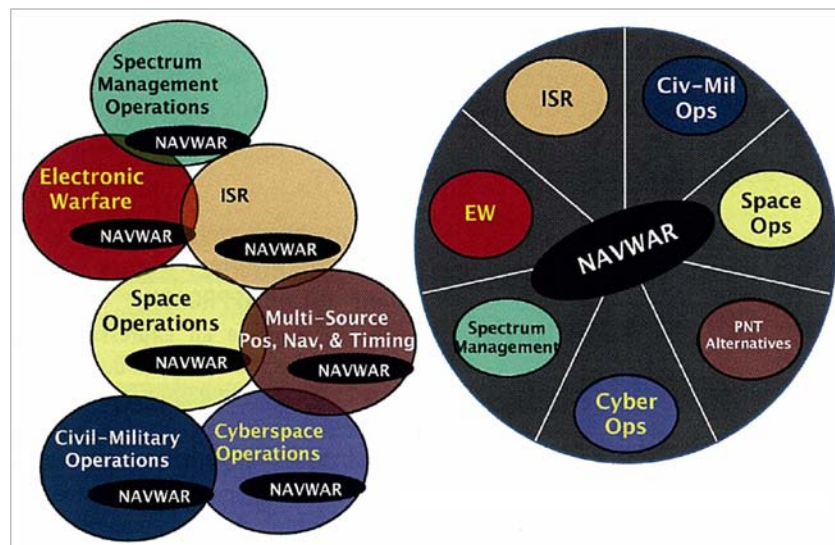 Spectrum
Management
Operations
NAVWAR
Electronic
Warfare
NAVWAR
ISR
NAVWAR
Space
Operations
NAVWAR
Multi-Source
Pos, Nav, & Timing
NAVWAR
Civil-Military
Operations
NAVWAR
Cyberspace
Operations
NAVWAR
ISR
Civ-Mil
Ops
EW
Space
Ops
NAVWAR
Spectrum
Management
PNT
Alternatives
Cyber
Ops